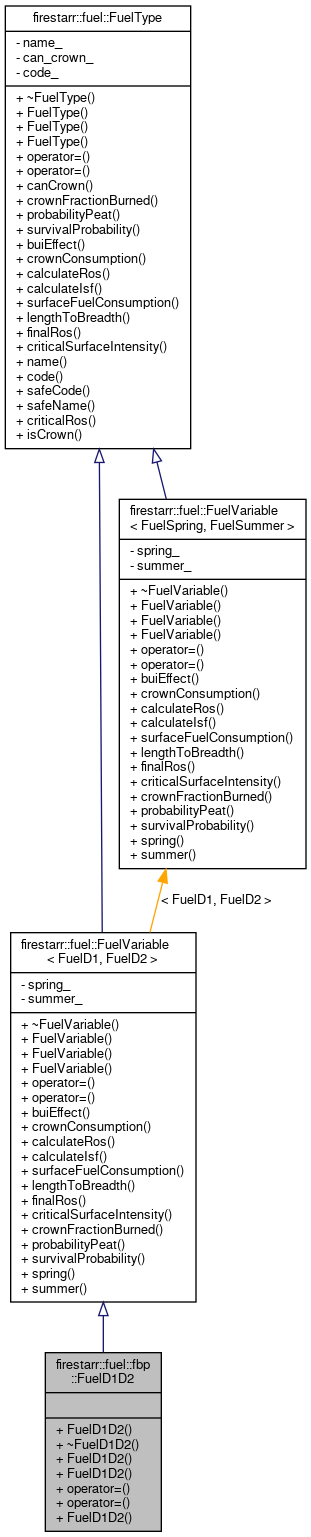 firestarr::fuel::FuelType
- name_
- can_crown_
- code_
+ ~FuelType()
+ FuelType()
+ FuelType()
+ FuelType()
+ operator=()
+ operator=()
+ canCrown()
+ crownFractionBurned()
+ probabilityPeat()
+ survivalProbability()
+ buiEffect()
+ crownConsumption()
+ calculateRos()
+ calculateIsf()
+ surfaceFuelConsumption()
+ lengthToBreadth()
+ finalRos()
+ criticalSurfaceIntensity()
+ name()
+ code()
+ safeCode()
+ safeName()
+ criticalRos()
+ isCrown()
firestarr::fuel::FuelVariable
< FuelSpring, FuelSummer >
- spring_
- summer_
+ ~FuelVariable()
+ FuelVariable()
+ FuelVariable()
+ FuelVariable()
+ operator=()
+ operator=()
+ buiEffect()
+ crownConsumption()
+ calculateRos()
+ calculateIsf()
+ surfaceFuelConsumption()
+ lengthToBreadth()
+ finalRos()
+ criticalSurfaceIntensity()
+ crownFractionBurned()
+ probabilityPeat()
+ survivalProbability()
+ spring()
+ summer()
< FuelD1, FuelD2 >
firestarr::fuel::FuelVariable
< FuelD1, FuelD2 >
- spring_
- summer_
+ ~FuelVariable()
+ FuelVariable()
+ FuelVariable()
+ FuelVariable()
+ operator=()
+ operator=()
+ buiEffect()
+ crownConsumption()
+ calculateRos()
+ calculateIsf()
+ surfaceFuelConsumption()
+ lengthToBreadth()
+ finalRos()
+ criticalSurfaceIntensity()
+ crownFractionBurned()
+ probabilityPeat()
+ survivalProbability()
+ spring()
+ summer()
firestarr::fuel::fbp
::FuelD1D2
+ FuelD1D2()
+ ~FuelD1D2()
+ FuelD1D2()
+ FuelD1D2()
+ operator=()
+ operator=()
+ FuelD1D2()